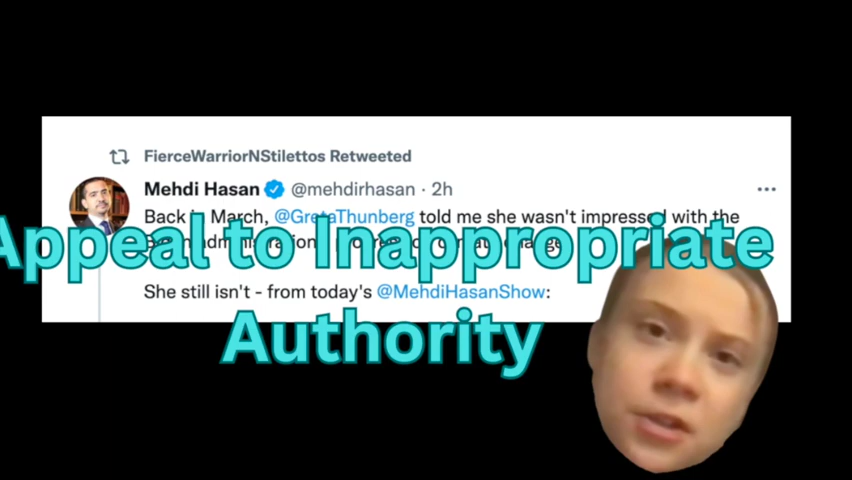 FierceWarriorNStilettos Retweeted
Mehdi Hasan @mehdirhasan · 2h
Back in March, @GretaThunberg told me she wasn't impressed with the
She still isn't - from today's @MehdiHasanShow:
Appeal to Inappropriate
Authority